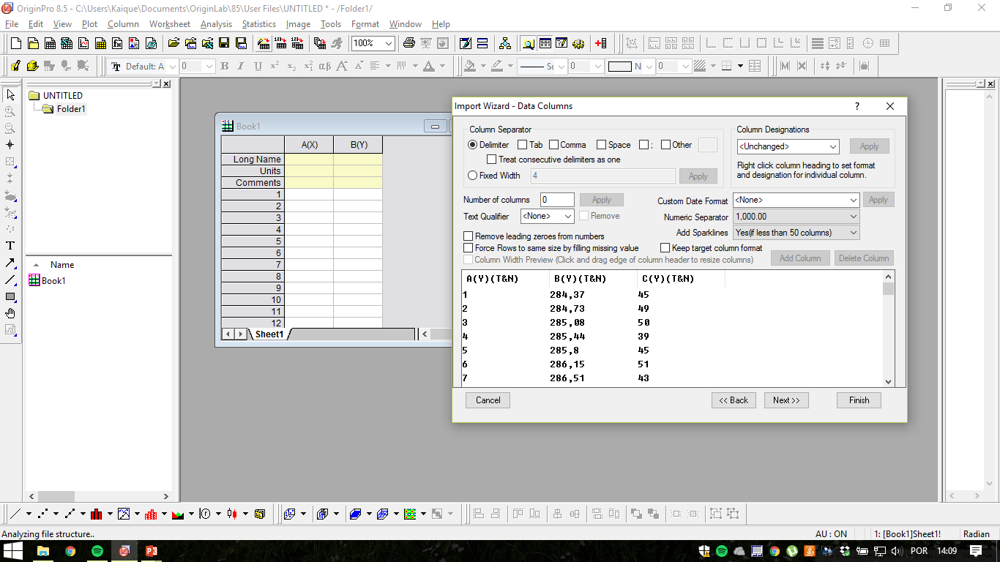 OriginPro 8.5 - C:\Users\Kaique\Documents\OriginLab\85\User Files\UNTITLED * - /Folder1/
File Edit View Plot Column Worksheet Analysis Statistics Image Tools Format Window Help
100%
Default: A 0 B I U x² x₂ αβ A A A 0 N 0
UNTITLED
Folder1
Name
Book1
Book1
A(X) B(Y)
Long Name
Units
Comments
1
2
3
4
5
6
7
8
9
10
11
12
Sheet1
Import Wizard - Data Columns ?
Column Separator
Delimiter Tab Comma Space ; Other
Treat consecutive delimiters as one
Fixed Width 4 Apply
Column Designations
<Unchanged> Apply
Right click column heading to set format
and designation for individual column.
Number of columns 0 Apply
Custom Date Format <None> Apply
Text Qualifier <None> Remove
Numeric Separator 1,000.00
Add Sparklines Yes(if less than 50 columns)
Remove leading zeroes from numbers
Force Rows to same size by filling missing value
Keep target column format
Column Width Preview (Click and drag edge of column header to resize columns)
Add Column Delete Column
A(Y)(T&N) B(Y)(T&N) C(Y)(T&N)
1 284,37 45
2 284,73 49
3 285,08 50
4 285,44 39
5 285,8 45
6 286,15 51
7 286,51 43
Cancel << Back Next >> Finish
Analyzing file structure.. AU : ON 1: [Book1]Sheet1! Radian
POR 14:09